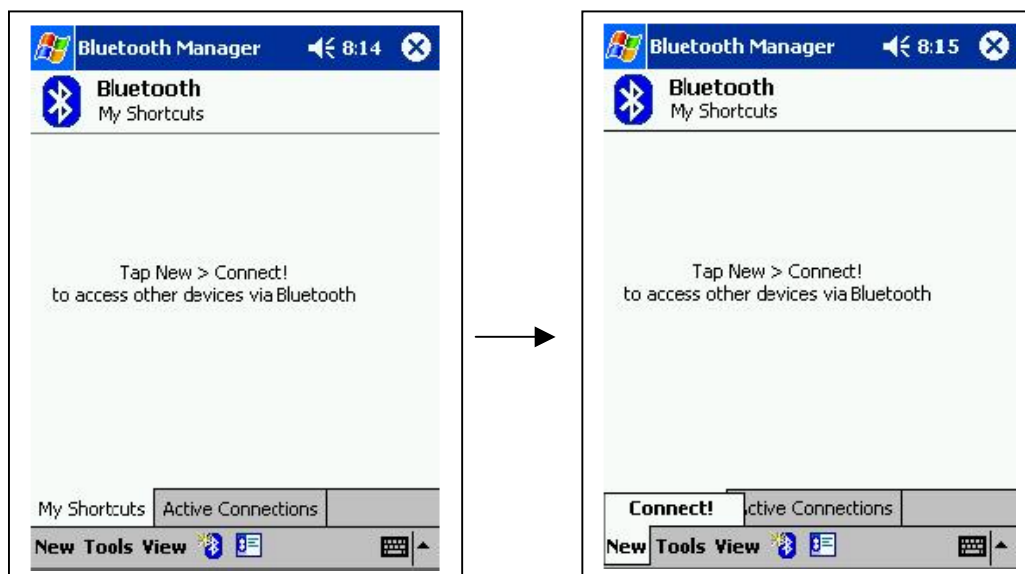 Bluetooth Manager 8:14
Bluetooth
My Shortcuts
Tap New > Connect!
to access other devices via Bluetooth
My Shortcuts Active Connections
New Tools View
Bluetooth Manager 8:15
Bluetooth
My Shortcuts
Tap New > Connect!
to access other devices via Bluetooth
Connect! ctive Connections
New Tools View